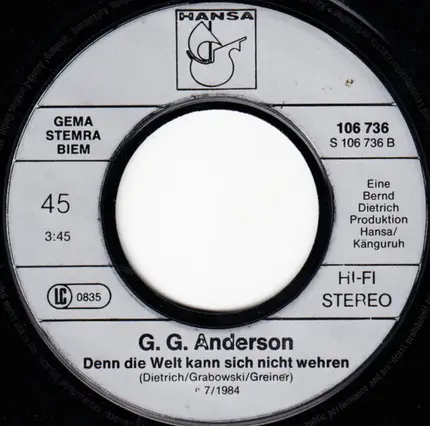 HANSA
GEMA
STEMRA
BIEM
106 736
S 106 736 B
45
3:45
Eine
Bernd
Dietrich
Produktion
Hansa/
Känguruh
LC 0835
HI-FI
STEREO
G. G. Anderson
Denn die Welt kann sich nicht wehren
(Dietrich/Grabowski/Greiner)
℗ 7/1984